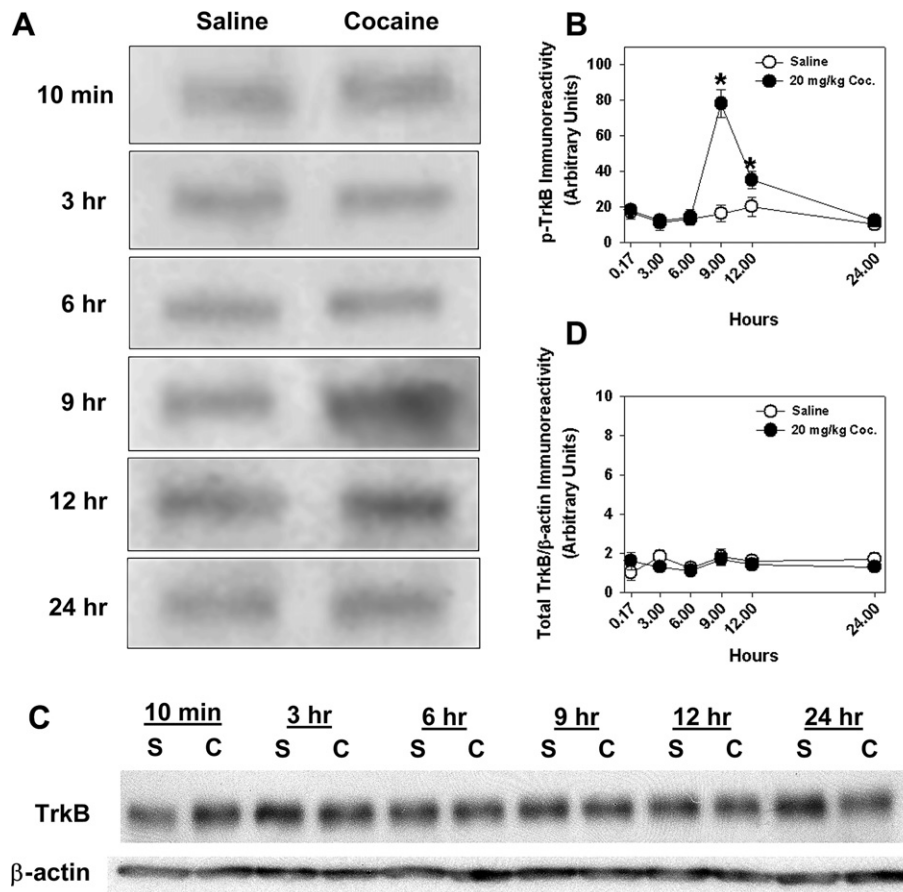 A
Saline Cocaine
10 min
3 hr
6 hr
9 hr
12 hr
24 hr
B
p-TrkB Immunoreactivity
(Arbitrary Units)
100
80
60
40
20
0
Saline
20 mg/kg Coc.
*
*
0.17
3.00
6.00
9.00
12.00
24.00
Hours
D
Total TrkB/β-actin Immunoreactivity
(Arbitrary Units)
10
8
6
4
2
0
Saline
20 mg/kg Coc.
0.17
3.00
6.00
9.00
12.00
24.00
Hours
C
10 min 3 hr 6 hr 9 hr 12 hr 24 hr
S C S C S C S C S C S C
TrkB
β-actin